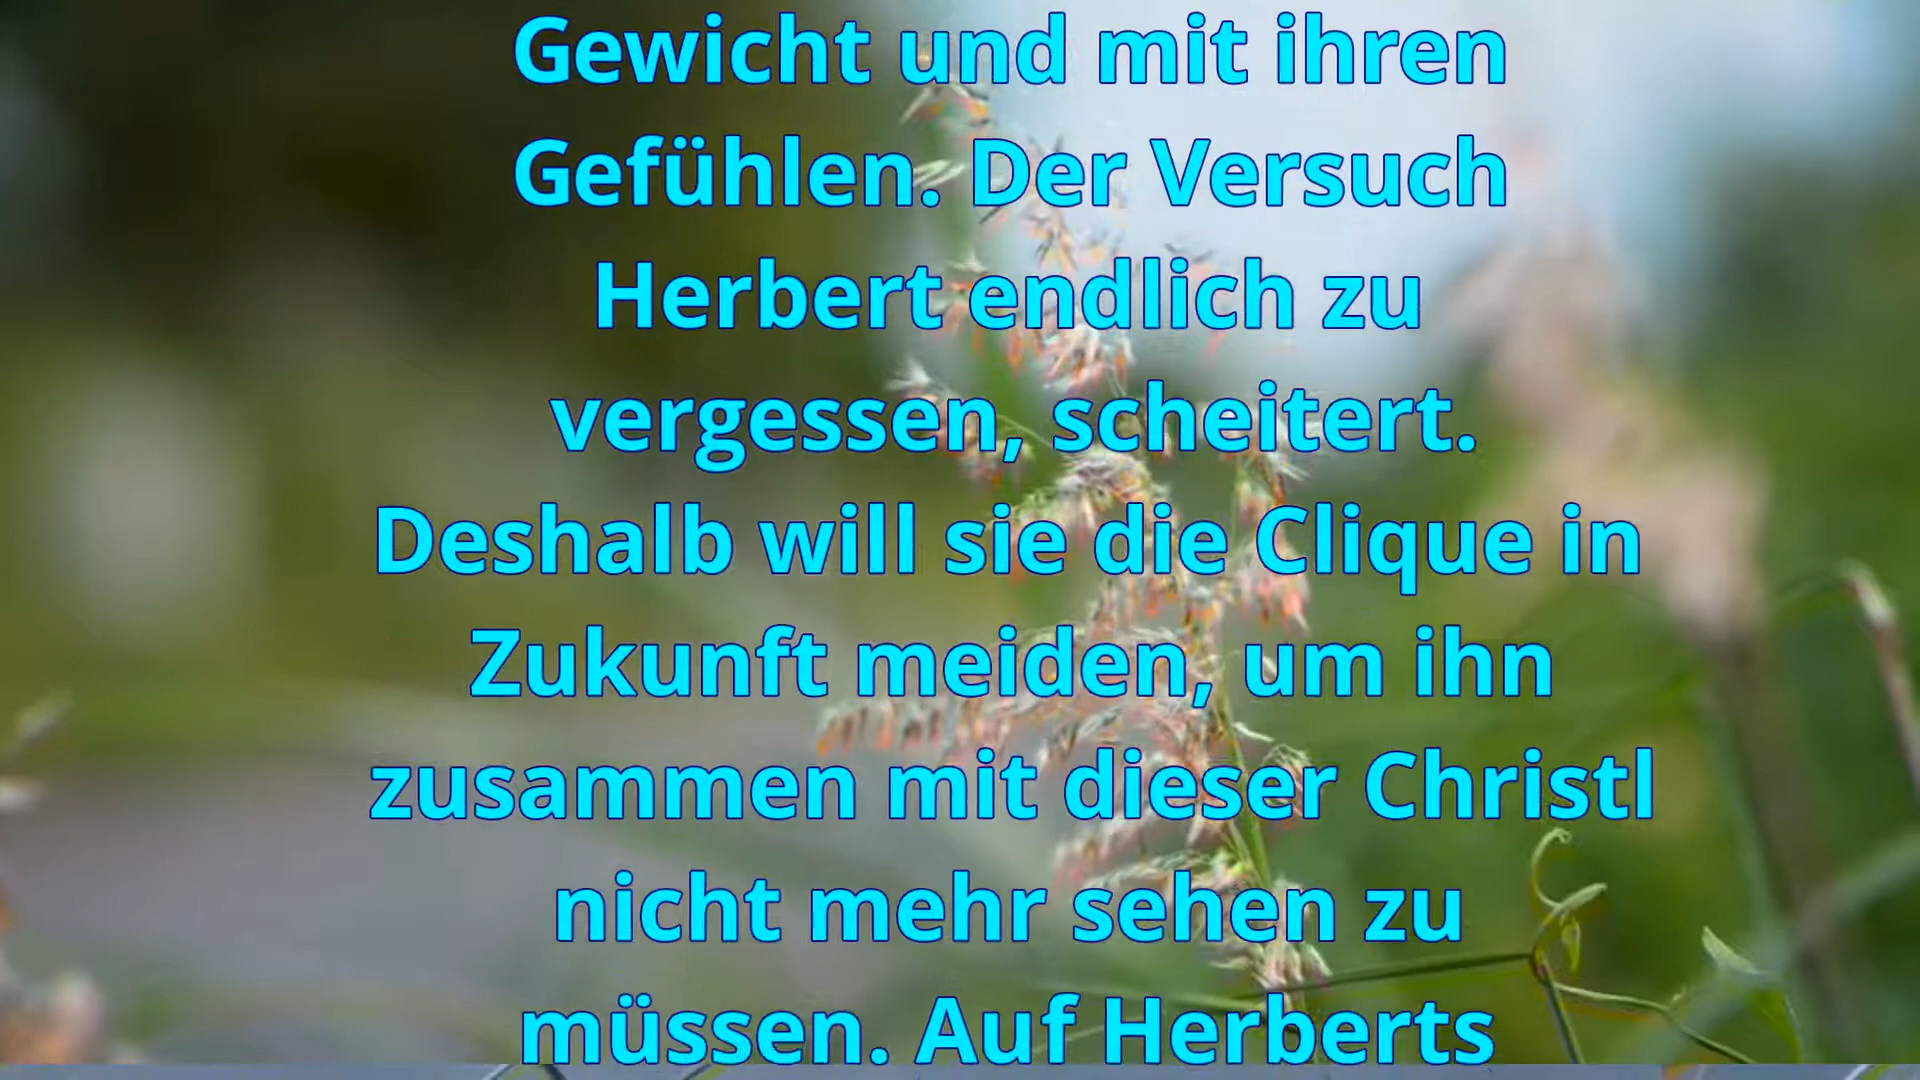 Gewicht und mit ihren
Gefühlen. Der Versuch
Herbert endlich zu
vergessen, scheitert.
Deshalb will sie die Clique in
Zukunft meiden, um ihn
zusammen mit dieser Christl
nicht mehr sehen zu
müssen. Auf Herberts